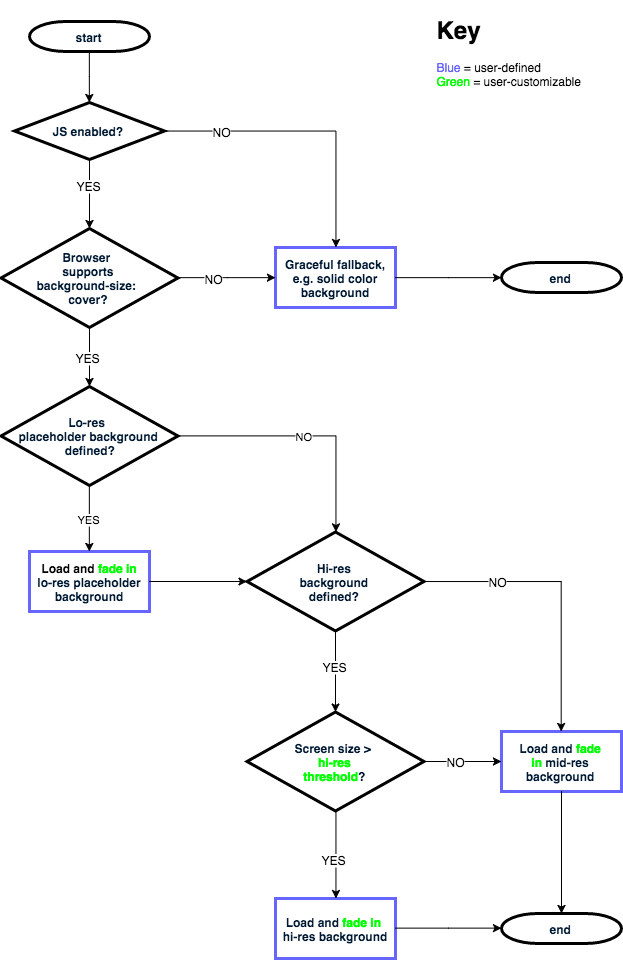 Key
start
Blue = user-defined
Green = user-customizable
JS enabled?
NO
YES
Browser
supports
background-size:
cover?
NO
Graceful fallback,
e.g. solid color
background
end
YES
Lo-res
placeholder background
defined?
NO
YES
Load and fade in
lo-res placeholder
background
Hi-res
background
defined?
NO
YES
Screen size >
hi-res
threshold?
NO
Load and fade
in mid-res
background
YES
Load and fade in
hi-res background
end